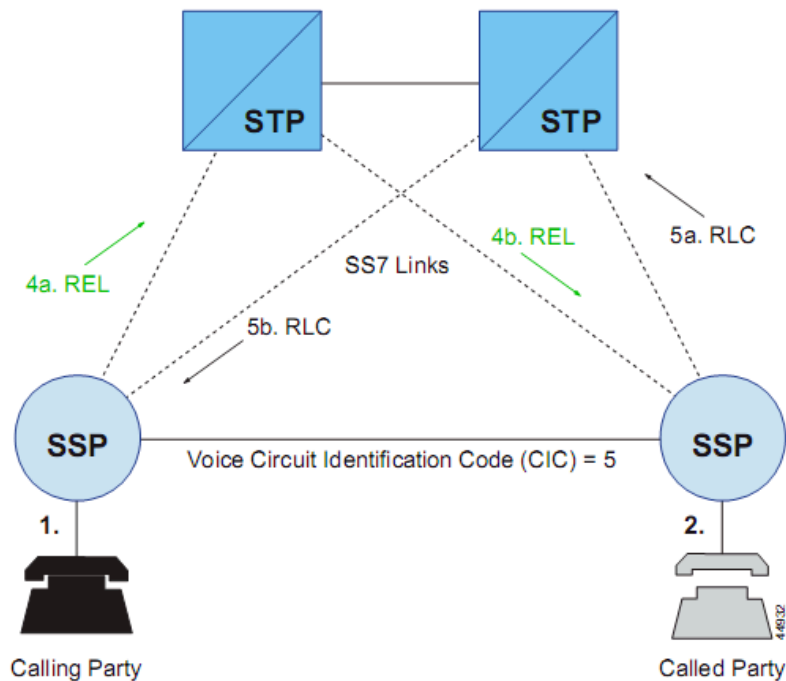 STP
STP
4a. REL
4b. REL
5a. RLC
SS7 Links
5b. RLC
SSP
SSP
Voice Circuit Identification Code (CIC) = 5
1.
2.
44932
Calling Party
Called Party